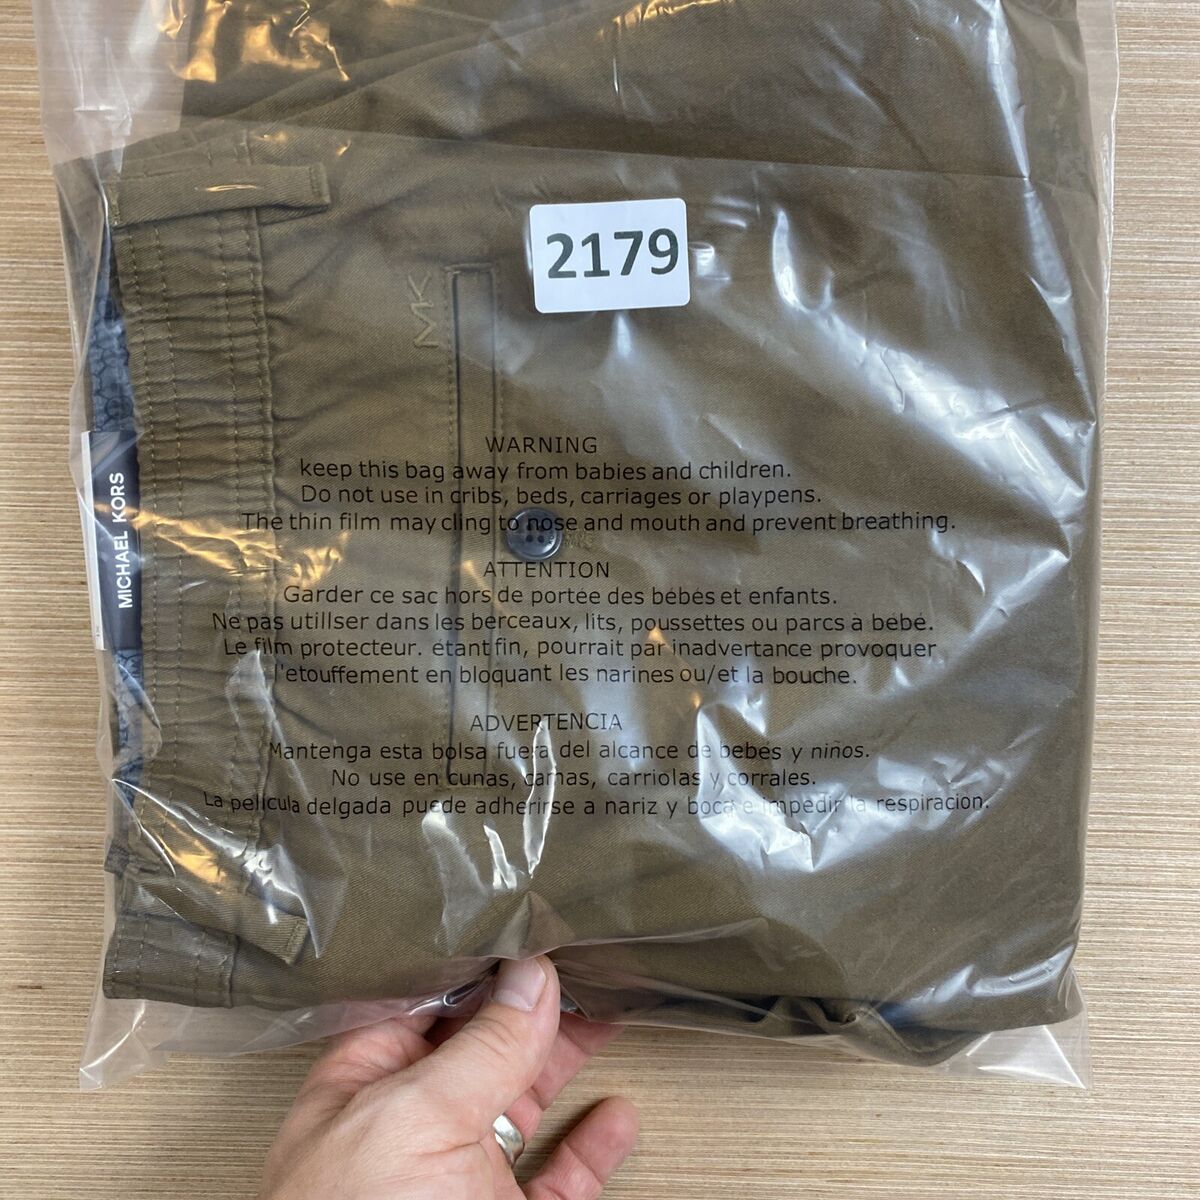 2179
MK
MICHAEL KORS
WARNING
keep this bag away from babies and children.
Do not use in cribs, beds, carriages or playpens.
The thin film may cling to nose and mouth and prevent breathing.
ATTENTION
Garder ce sac hors de portée des bébés et enfants.
Ne pas utillser dans les berceaux, lits, poussettes ou parcs à bébé.
Le film protecteur. étant fin, pourrait par inadvertance provoquer
l'etouffement en bloquant les narines ou/et la bouche.
ADVERTENCIA
Mantenga esta bolsa fuera del alcance de bebés y niños.
No use en cunas, camas, carriolas y corrales.
La pelicula delgada puede adherirse a nariz y boca e impedir la respiracion.